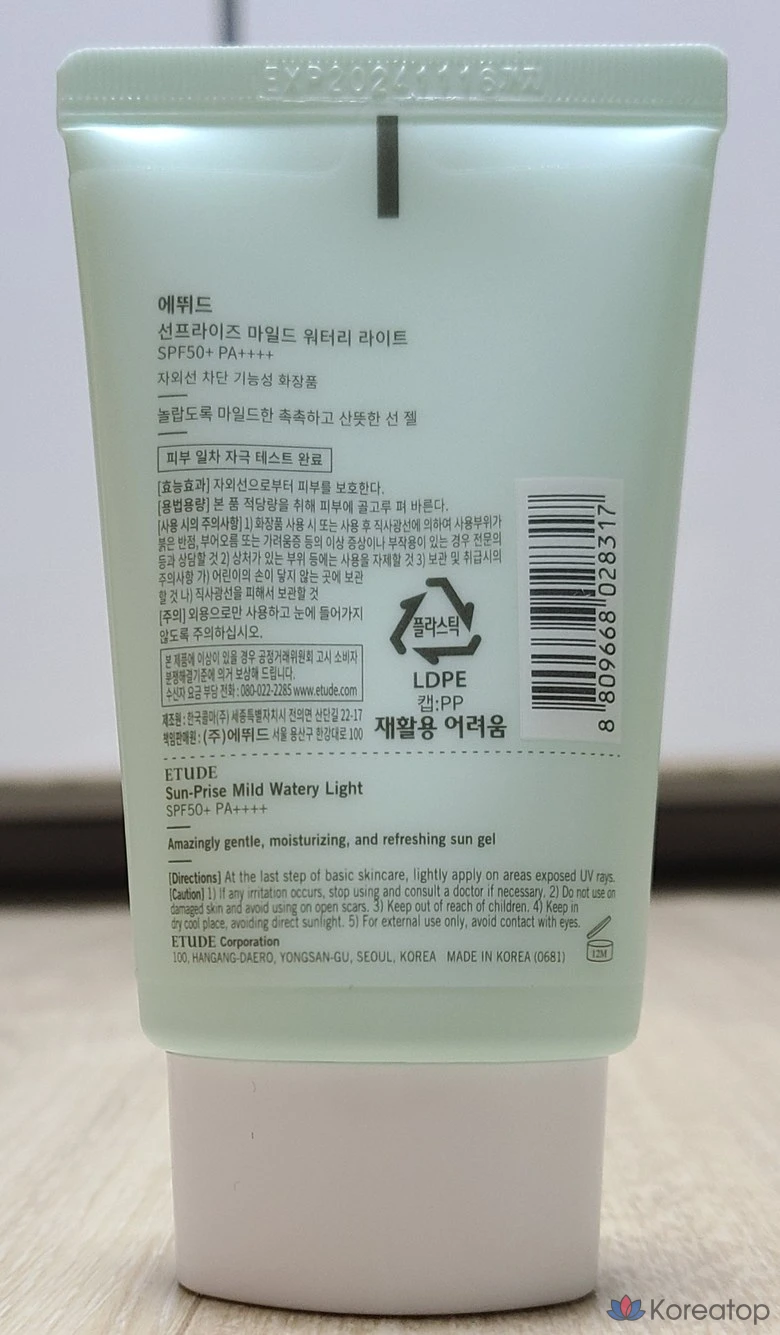 EXP20241116
에뛰드
선프라이즈 마일드 워터리 라이트
SPF50+ PA++++
자외선 차단 기능성 화장품
놀랍도록 마일드한 촉촉하고 산뜻한 선 젤
피부 일차 자극 테스트 완료
[효능효과] 자외선으로부터 피부를 보호한다.
[용법용량] 본 품 적당량을 취해 피부에 골고루 펴 바른다.
[사용 시의 주의사항] 1) 화장품 사용 시 또는 사용 후 직사광선에 의하여 사용부위가
붉은 반점, 부어오름 또는 가려움증 등의 이상 증상이나 부작용이 있는 경우 전문의
등과 상담할 것 2) 상처가 있는 부위 등에는 사용을 자제할 것 3) 보관 및 취급시의
주의사항 가) 어린이의 손이 닿지 않는 곳에 보관
할 것 나) 직사광선을 피해서 보관할 것
[주의] 외용으로만 사용하고 눈에 들어가지
않도록 주의하십시오.
본 제품에 이상이 있을 경우 공정거래위원회 고시 소비자
분쟁해결기준에 의거 보상해 드립니다.
수신자 요금 부담 전화 : 080-022-2285 www.etude.com
제조원 : 한국콜마(주) 세종특별자치시 전의면 산단길 22-17
책임판매원 : (주)에뛰드 서울 용산구 한강대로 100
플라스틱
LDPE
캡:PP
재활용 어려움
8 809668 028317
ETUDE
Sun-Prise Mild Watery Light
SPF50+ PA++++
Amazingly gentle, moisturizing, and refreshing sun gel
[Directions] At the last step of basic skincare, lightly apply on areas exposed UV rays.
[Caution] 1) If any irritation occurs, stop using and consult a doctor if necessary. 2) Do not use on
damaged skin and avoid using on open scars. 3) Keep out of reach of children. 4) Keep in
dry cool place, avoiding direct sunlight. 5) For external use only, avoid contact with eyes.
ETUDE Corporation
100, HANGANG-DAERO, YONGSAN-GU, SEOUL, KOREA MADE IN KOREA (0681)
12M
Koreatop